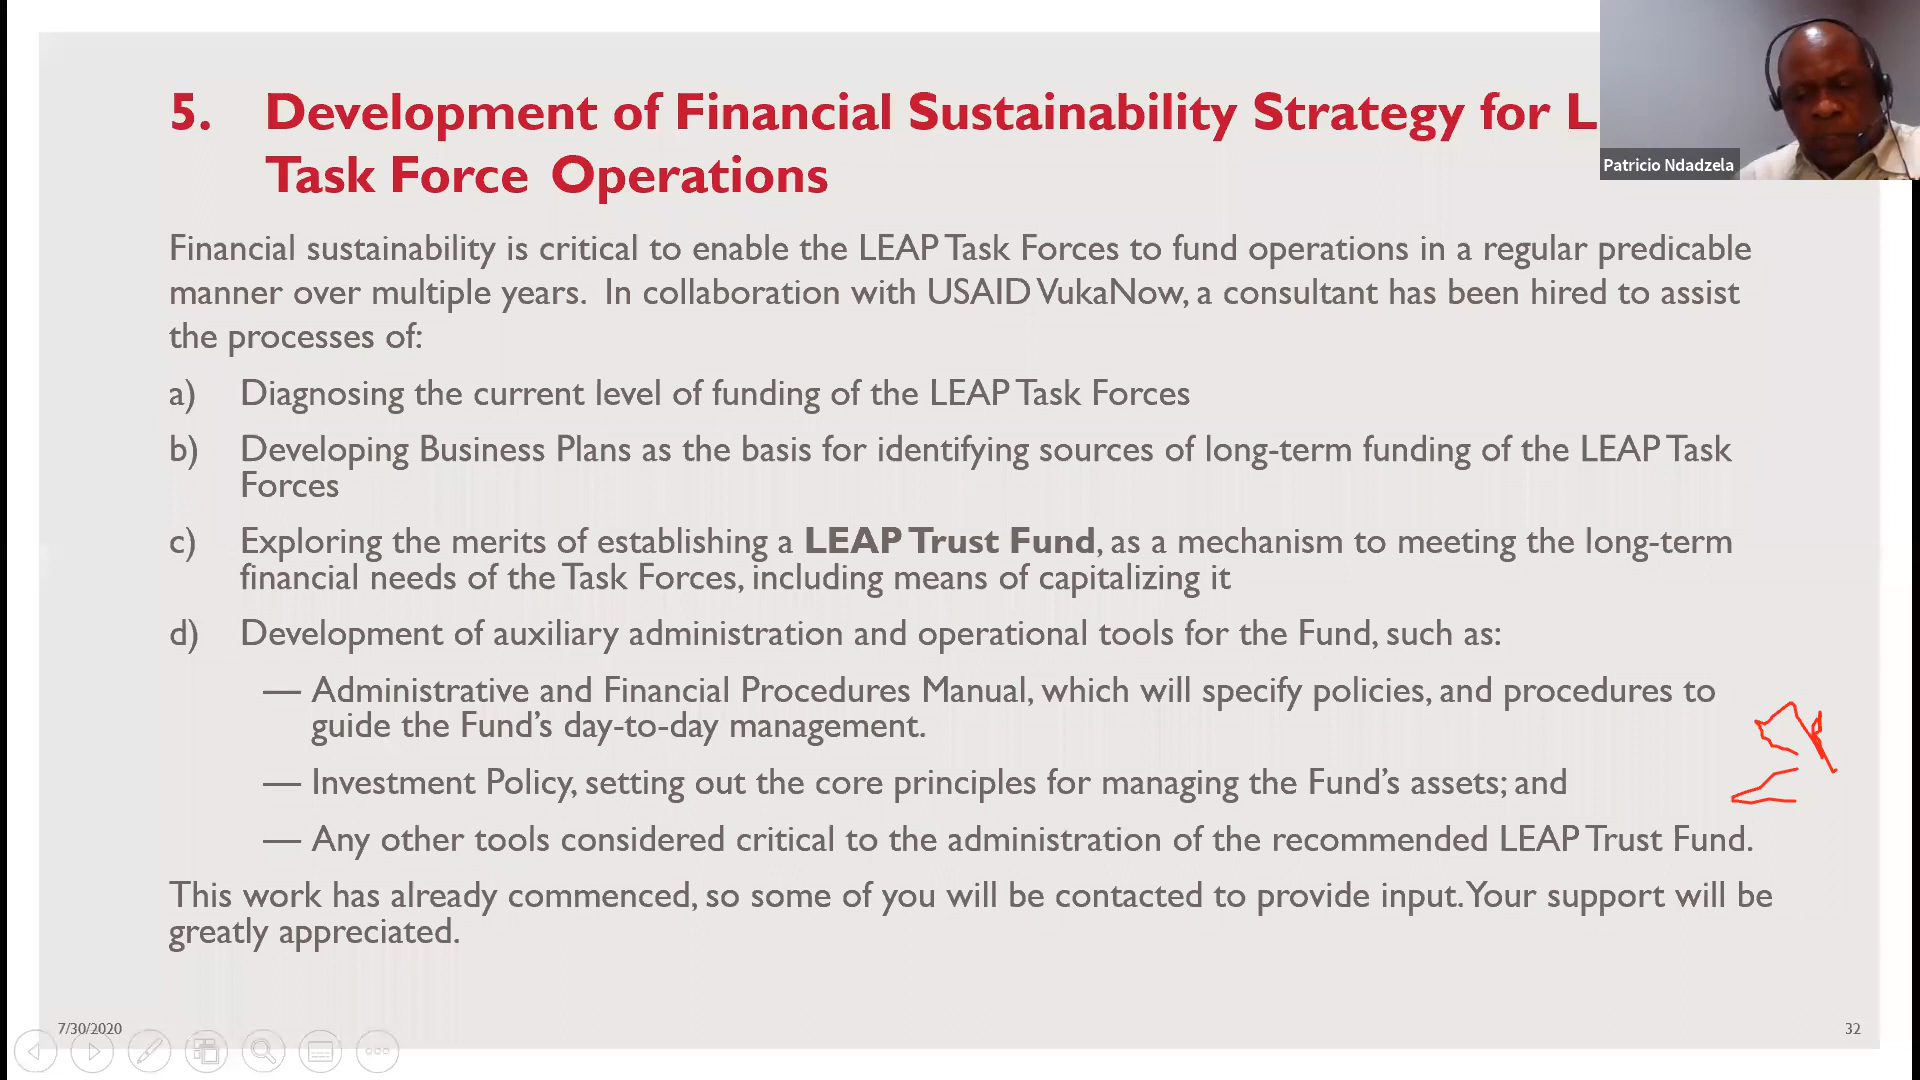 5. Development of Financial Sustainability Strategy for L
Task Force Operations
Patricio Ndadzela
Financial sustainability is critical to enable the LEAP Task Forces to fund operations in a regular predicable
manner over multiple years. In collaboration with USAID VukaNow, a consultant has been hired to assist
the processes of:
a) Diagnosing the current level of funding of the LEAP Task Forces
b) Developing Business Plans as the basis for identifying sources of long-term funding of the LEAP Task
Forces
c) Exploring the merits of establishing a LEAP Trust Fund, as a mechanism to meeting the long-term
financial needs of the Task Forces, including means of capitalizing it
d) Development of auxiliary administration and operational tools for the Fund, such as:
— Administrative and Financial Procedures Manual, which will specify policies, and procedures to
guide the Fund’s day-to-day management.
— Investment Policy, setting out the core principles for managing the Fund’s assets; and
— Any other tools considered critical to the administration of the recommended LEAP Trust Fund.
This work has already commenced, so some of you will be contacted to provide input. Your support will be
greatly appreciated.
7/30/2020
32